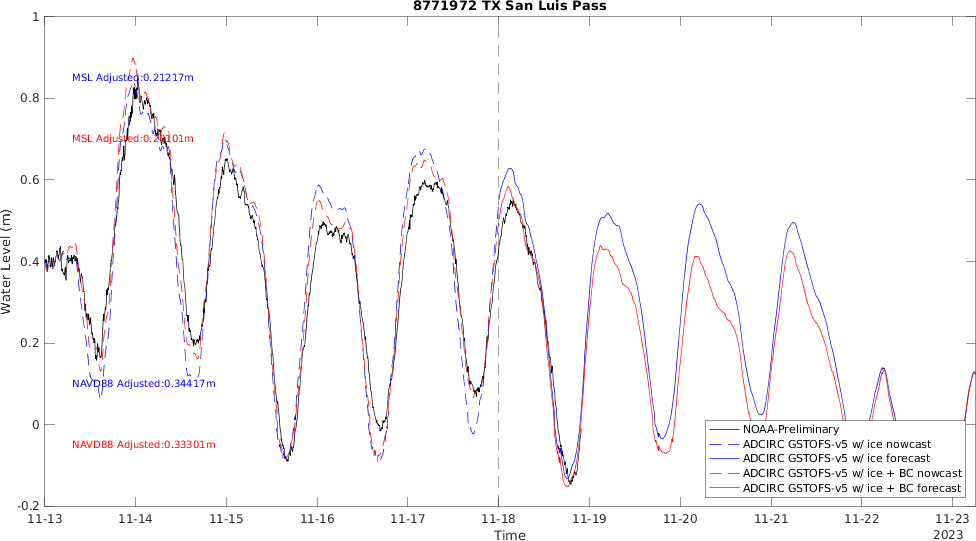 8771972 TX San Luis Pass
Water Level (m)
1
0.8
0.6
0.4
0.2
0
-0.2
MSL Adjusted:0.21217m
MSL Adjusted:0.20101m
NAVD88 Adjusted:0.34417m
NAVD88 Adjusted:0.33301m
NOAA-Preliminary
ADCIRC GSTOFS-v5 w/ ice nowcast
ADCIRC GSTOFS-v5 w/ ice forecast
ADCIRC GSTOFS-v5 w/ ice + BC nowcast
ADCIRC GSTOFS-v5 w/ ice + BC forecast
11-13 11-14 11-15 11-16 11-17 11-18 11-19 11-20 11-21 11-22 11-23
Time
2023